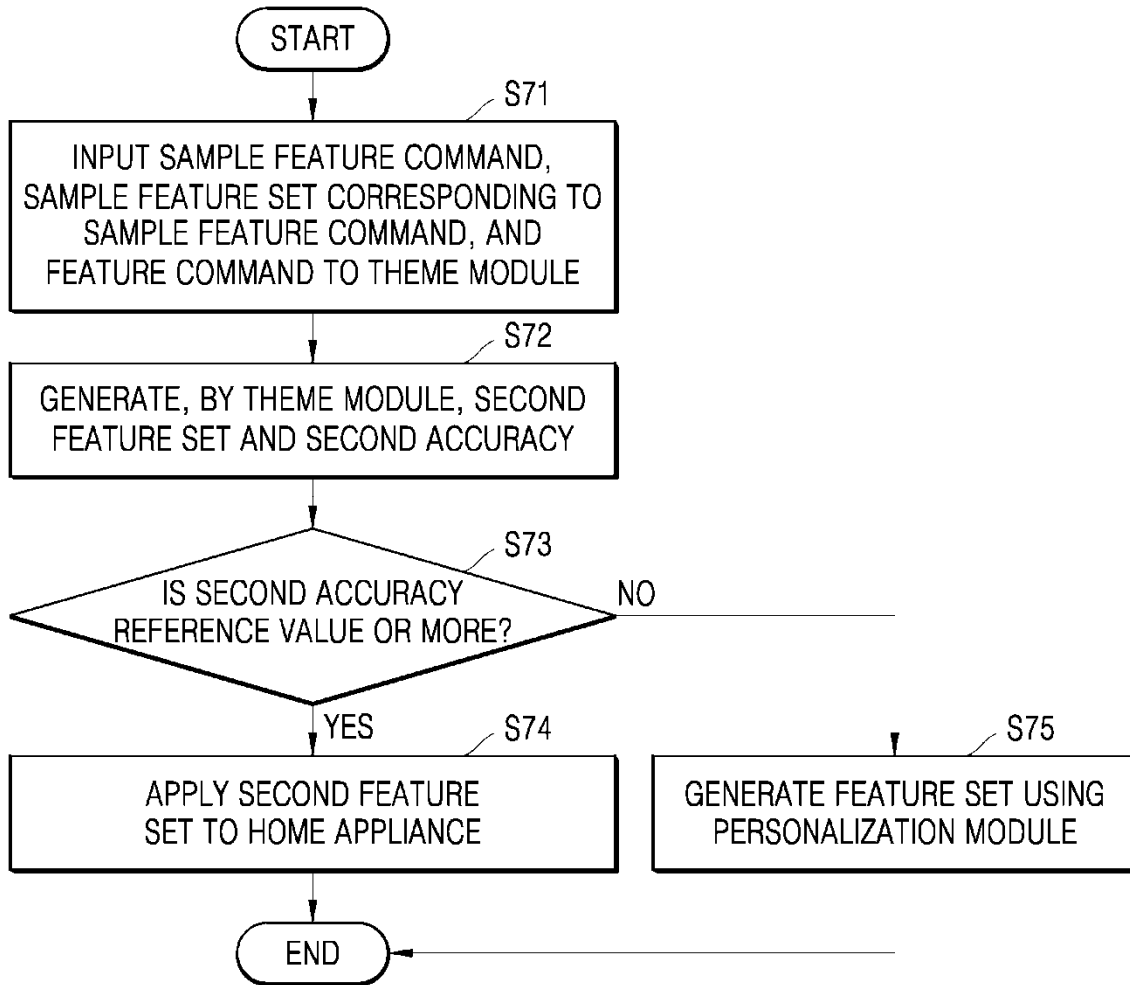 START
S71
INPUT SAMPLE FEATURE COMMAND,
SAMPLE FEATURE SET CORRESPONDING TO
SAMPLE FEATURE COMMAND, AND
FEATURE COMMAND TO THEME MODULE
S72
GENERATE, BY THEME MODULE, SECOND
FEATURE SET AND SECOND ACCURACY
S73
IS SECOND ACCURACY
REFERENCE VALUE OR MORE?
NO
YES
S74
APPLY SECOND FEATURE
SET TO HOME APPLIANCE
S75
GENERATE FEATURE SET USING
PERSONALIZATION MODULE
END